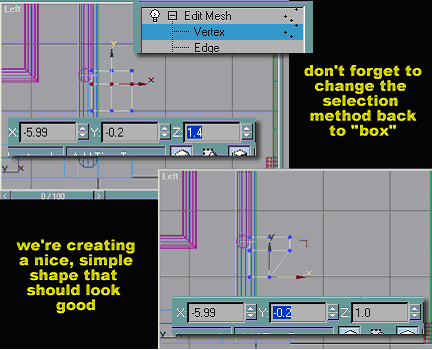 Left
Edit Mesh
Vertex
Edge
y
x
X: -5.99 Y: -0.2 Z: 1.4
don't forget to
change the
selection
method back
to "box"
x
0 / 100
we're creating
a nice, simple
shape that
should look
good
Left
y
x
X: -5.99 Y: -0.2 Z: 1.0